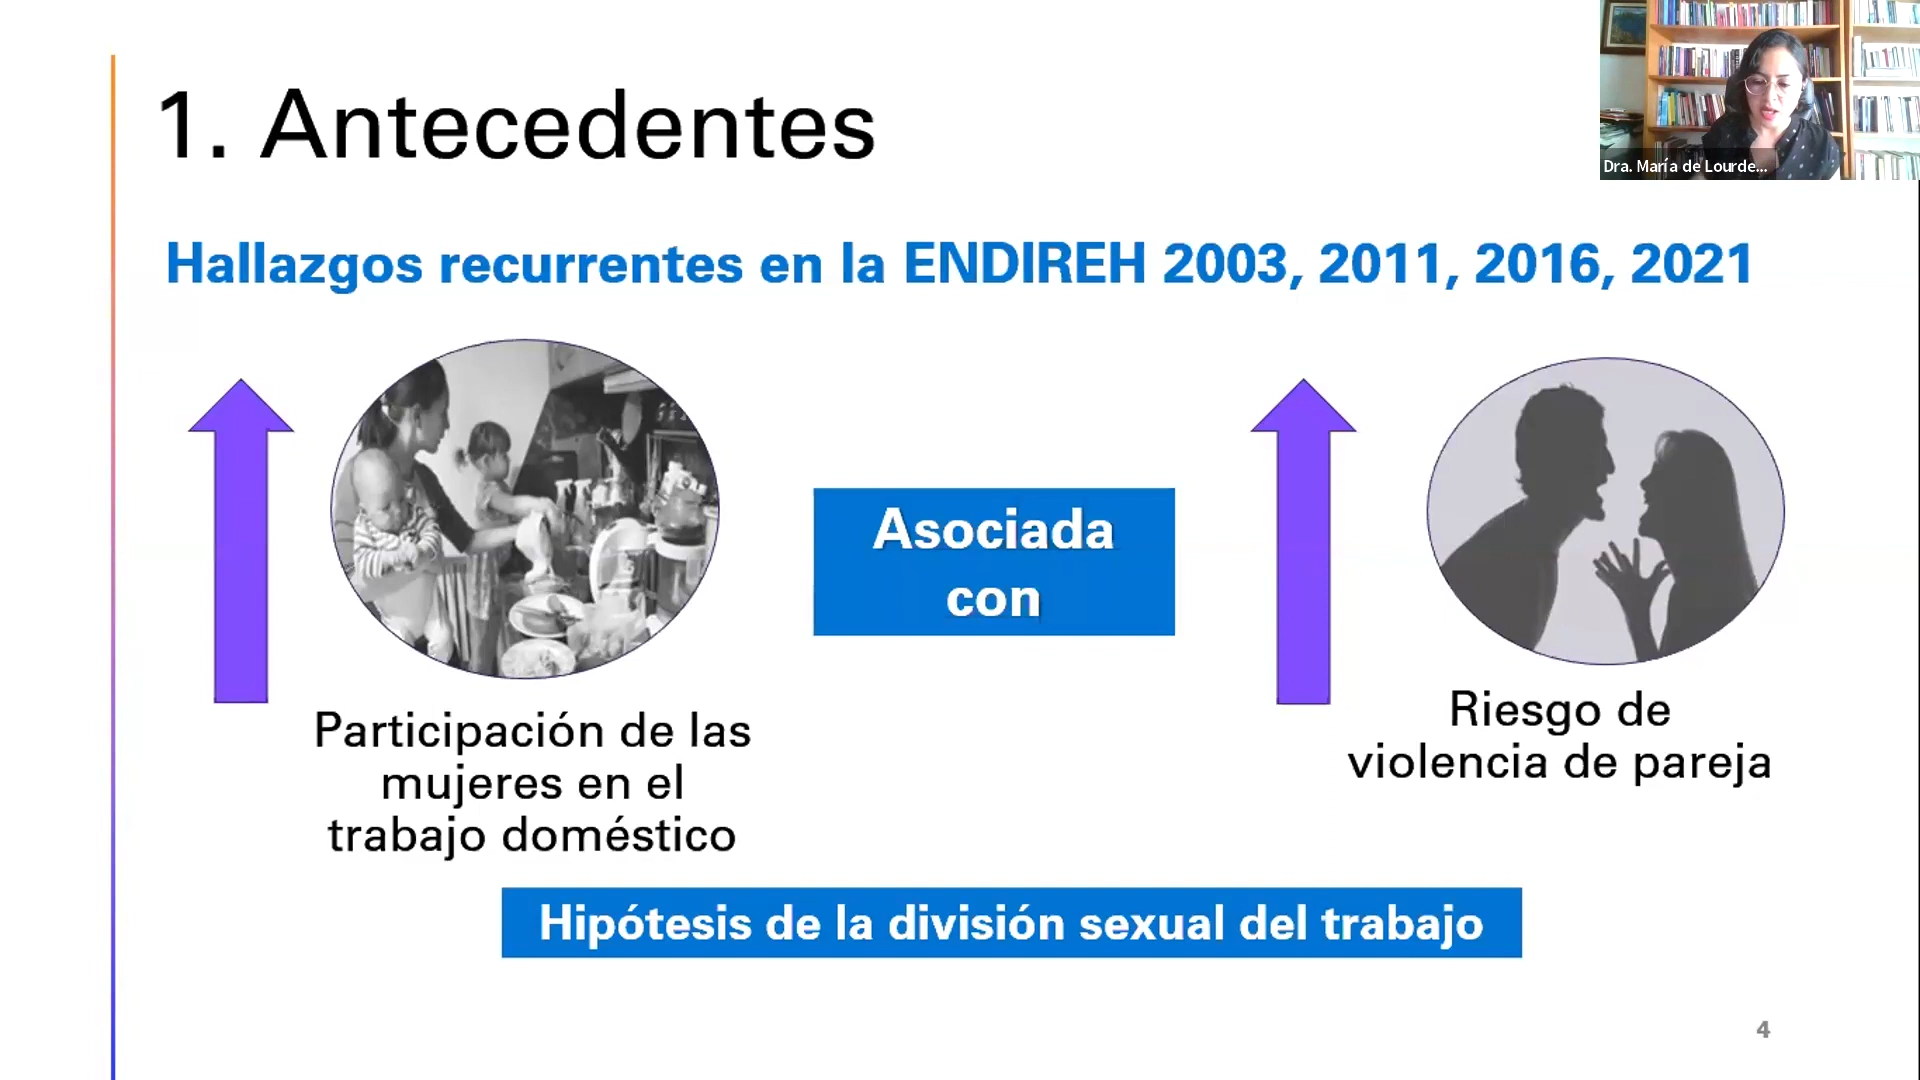 1. Antecedentes
Dra. María de Lourde...
Hallazgos recurrentes en la ENDIREH 2003, 2011, 2016, 2021
Asociada
con
Participación de las
mujeres en el
trabajo doméstico
Riesgo de
violencia de pareja
Hipótesis de la división sexual del trabajo
4